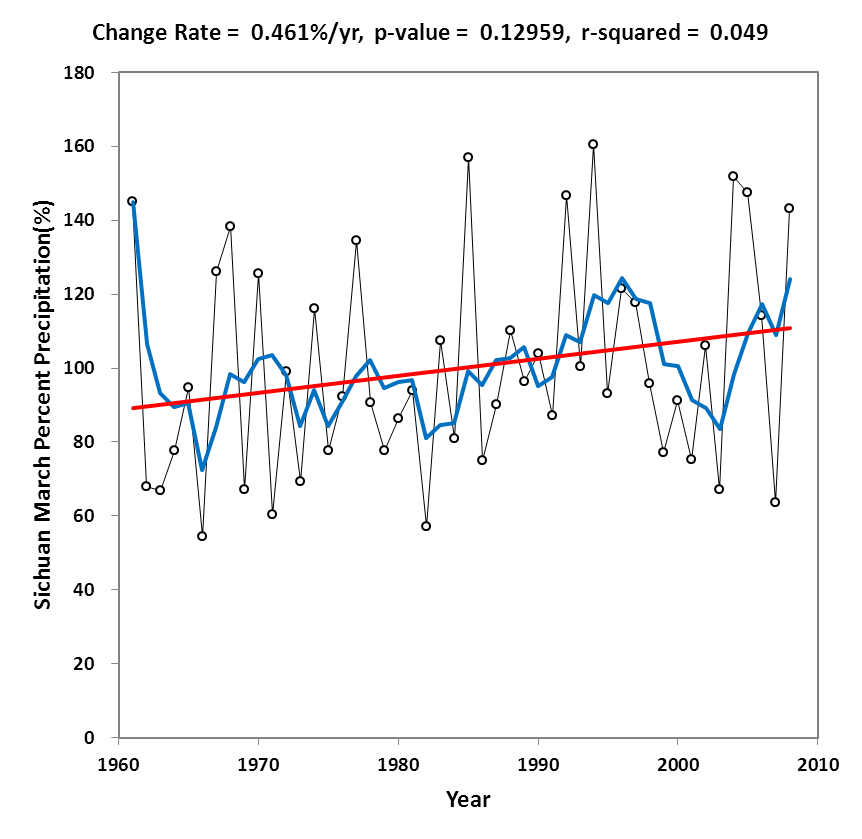 Change Rate = 0.461%/yr, p-value = 0.12959, r-squared = 0.049
180
160
140
120
100
80
60
40
20
0
Sichuan March Percent Precipitation(%)
1960 1970 1980 1990 2000 2010
Year